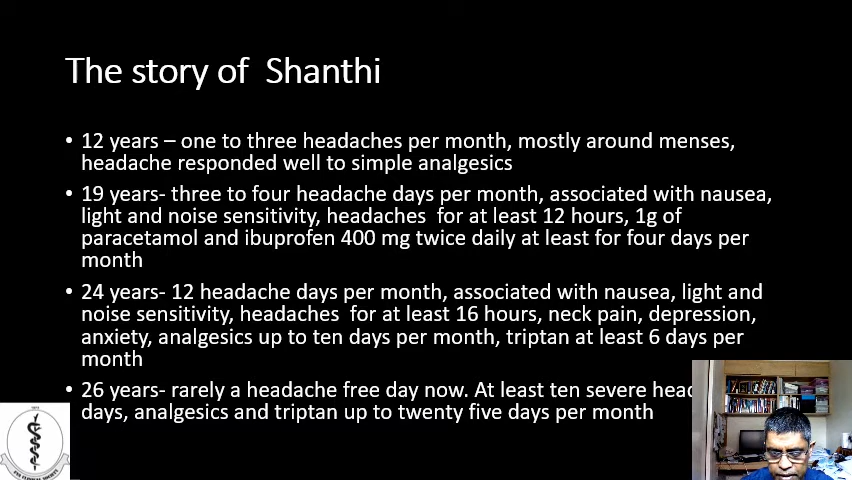 The story of Shanthi
• 12 years – one to three headaches per month, mostly around menses,
headache responded well to simple analgesics
• 19 years- three to four headache days per month, associated with nausea,
light and noise sensitivity, headaches for at least 12 hours, 1g of
paracetamol and ibuprofen 400 mg twice daily at least for four days per
month
• 24 years- 12 headache days per month, associated with nausea, light and
noise sensitivity, headaches for at least 16 hours, neck pain, depression,
anxiety, analgesics up to ten days per month, triptan at least 6 days per
month
• 26 years- rarely a headache free day now. At least ten severe
days, analgesics and triptan up to twenty five days per month